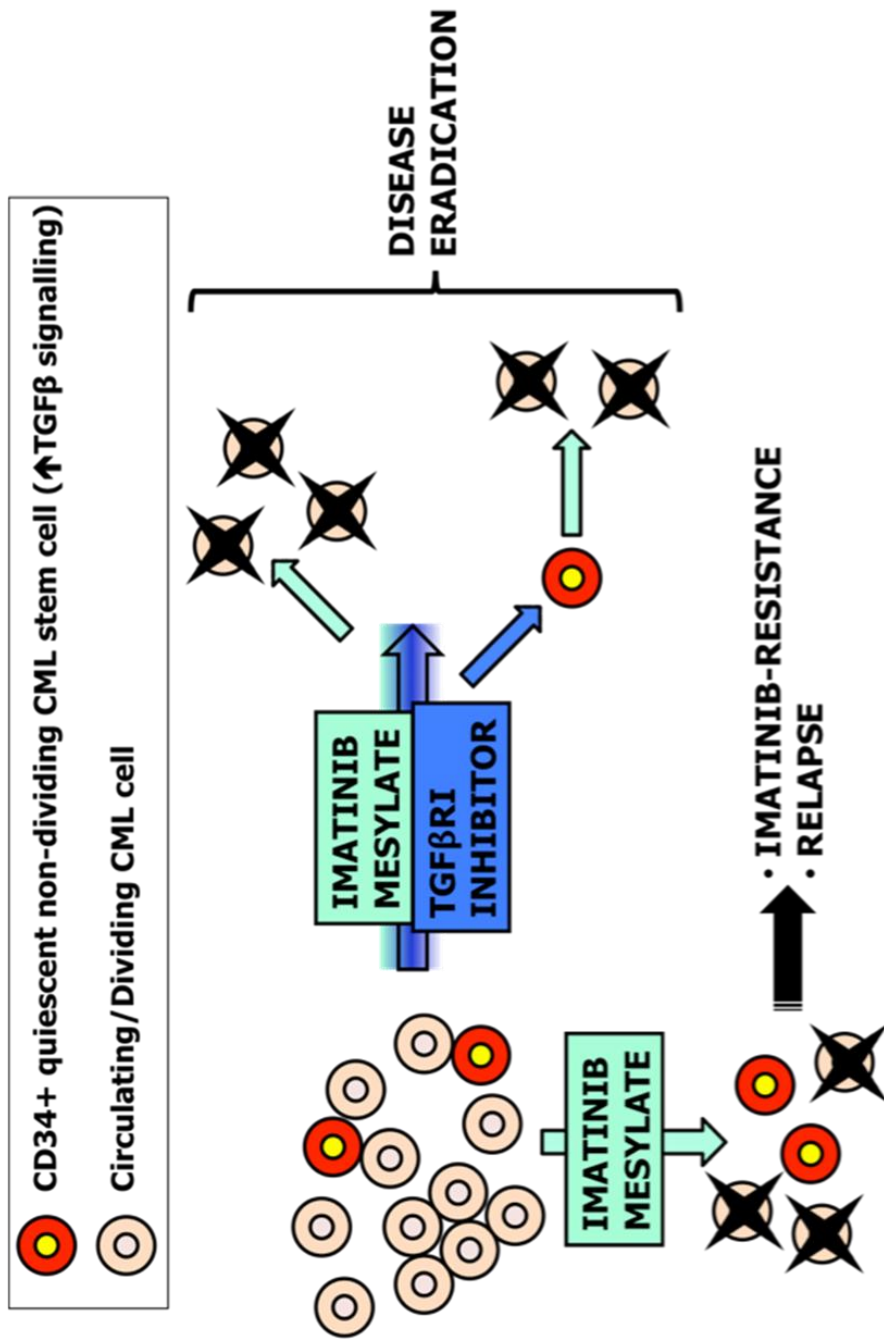 CD34+ quiescent non-dividing CML stem cell (↑TGFβ signalling)
Circulating/Dividing CML cell
IMATINIB
MESYLATE
TGFβRI
INHIBITOR
DISEASE
ERADICATION
IMATINIB
MESYLATE
· IMATINIB-RESISTANCE
· RELAPSE